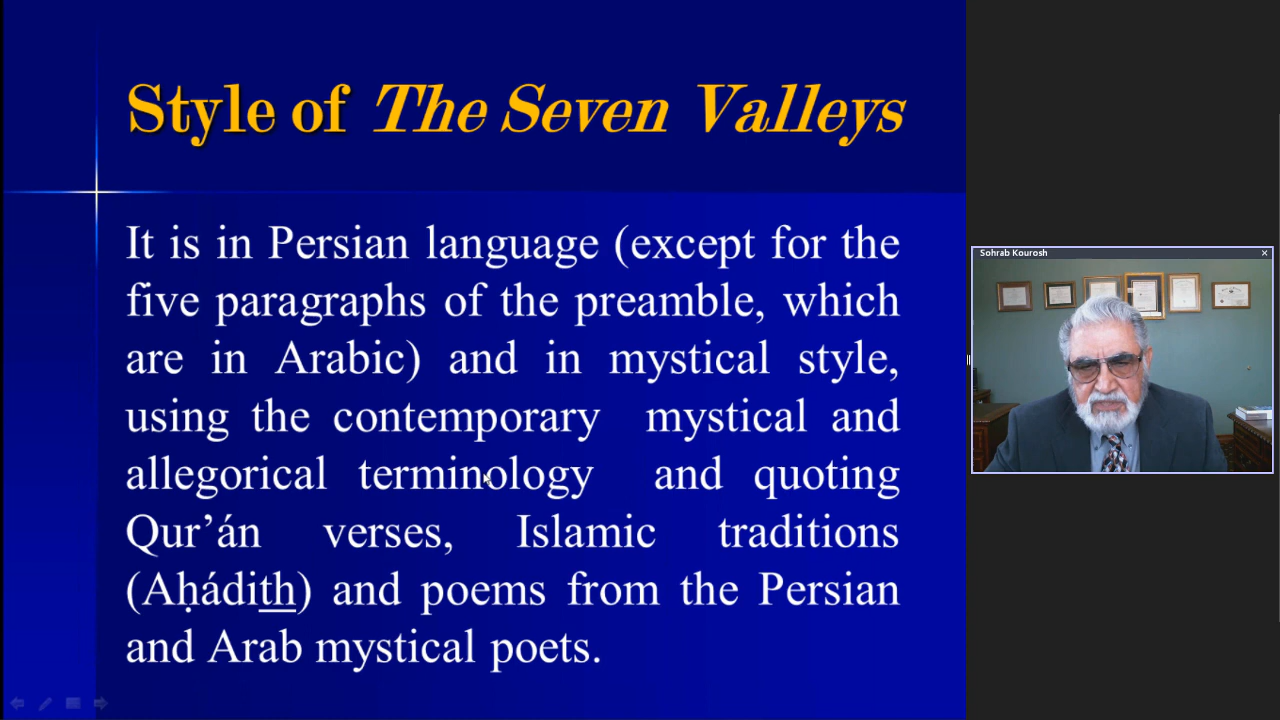 Style of The Seven Valleys
It is in Persian language (except for the
five paragraphs of the preamble, which
are in Arabic) and in mystical style,
using the contemporary mystical and
allegorical terminology and quoting
Qur’án verses, Islamic traditions
(Aḥádith) and poems from the Persian
and Arab mystical poets.
Sohrab Kourosh